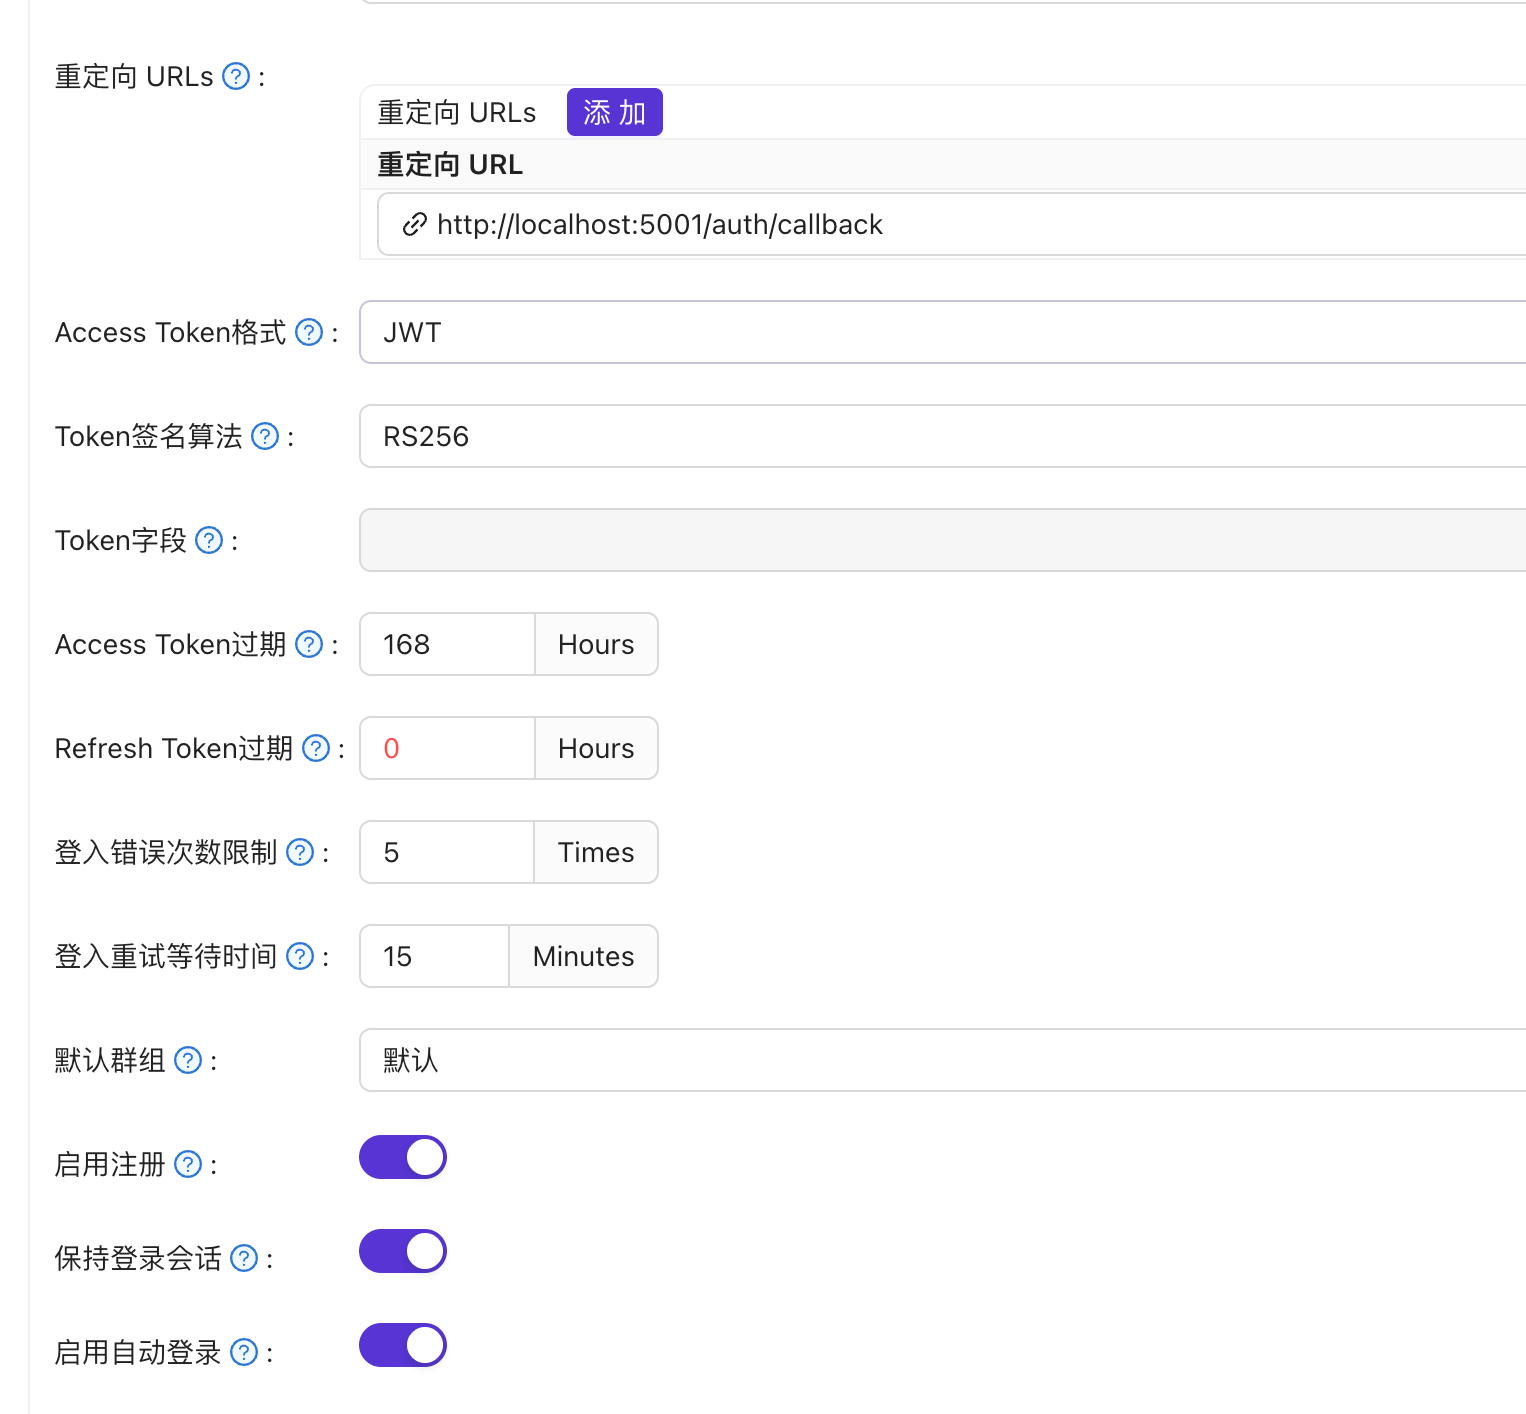 重定向 URLs ? :
重定向 URLs 添 加
重定向 URL
http://localhost:5001/auth/callback
Access Token格式 ? : JWT
Token签名算法 ? : RS256
Token字段 ? :
Access Token过期 ? : 168 Hours
Refresh Token过期 ? : 0 Hours
登入错误次数限制 ? : 5 Times
登入重试等待时间 ? : 15 Minutes
默认群组 ? : 默认
启用注册 ? :
保持登录会话 ? :
启用自动登录 ? :